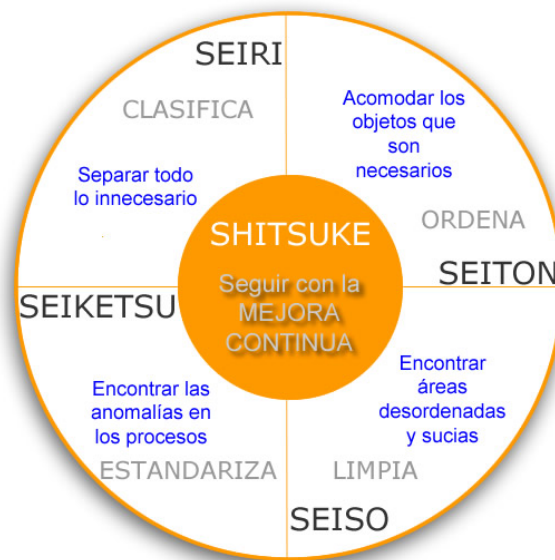 SEIRI
CLASIFICA
Separar todo
lo innecesario
Acomodar los
objetos que
son
necesarios
ORDENA
SEITON
SHITSUKE
Seguir con la
MEJORA
CONTINUA
SEIKETSU
Encontrar las
anomalías en
los procesos
ESTANDARIZA
Encontrar
áreas
desordenadas
y sucias
LIMPIA
SEISO